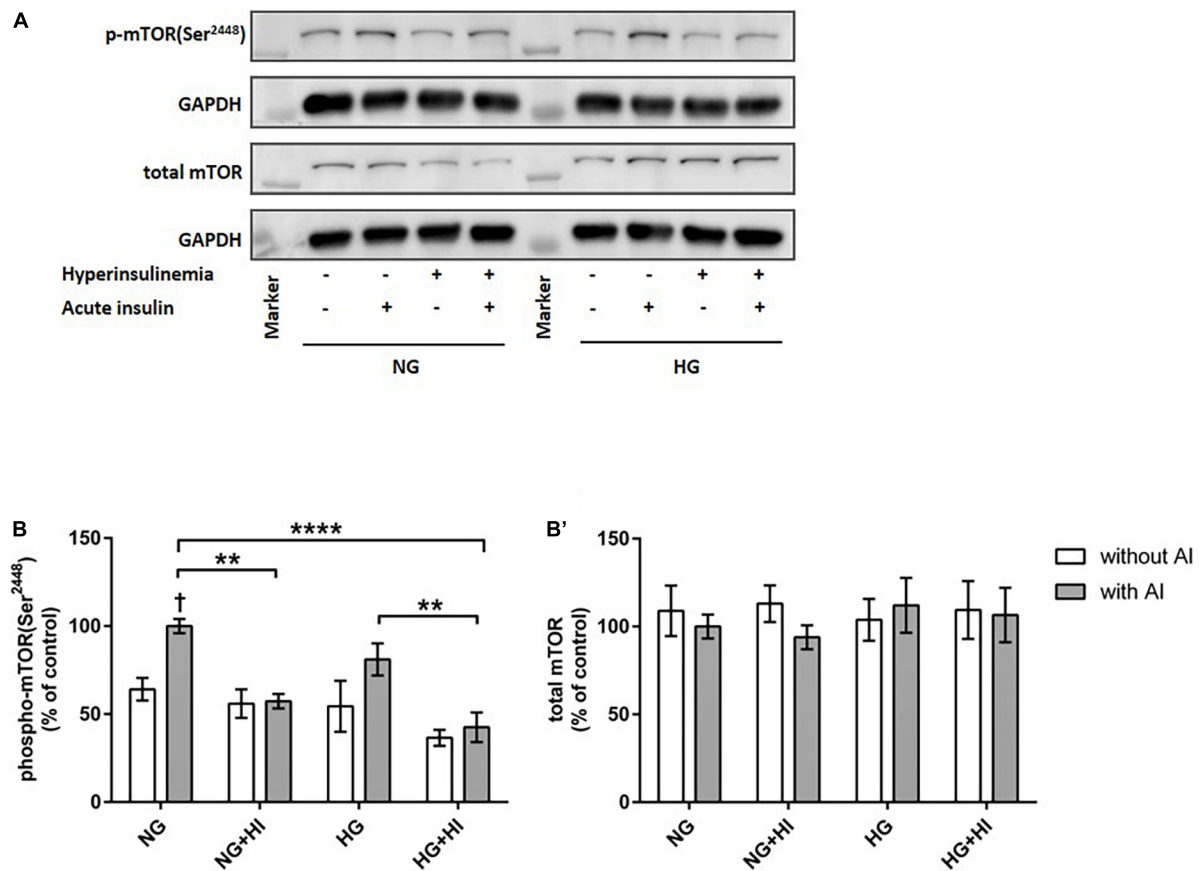 A
p-mTOR(Ser2448)
GAPDH
total mTOR
GAPDH
Hyperinsulinemia - - + + - - + +
Acute insulin - + - + - + - +
Marker
Marker
NG
HG
B
phospho-mTOR(Ser2448)
(% of control)
150
100
50
0
****
**
†
**
NG
NG+HI
HG
HG+HI
B’
total mTOR
(% of control)
150
100
50
0
NG
NG+HI
HG
HG+HI
without AI
with AI